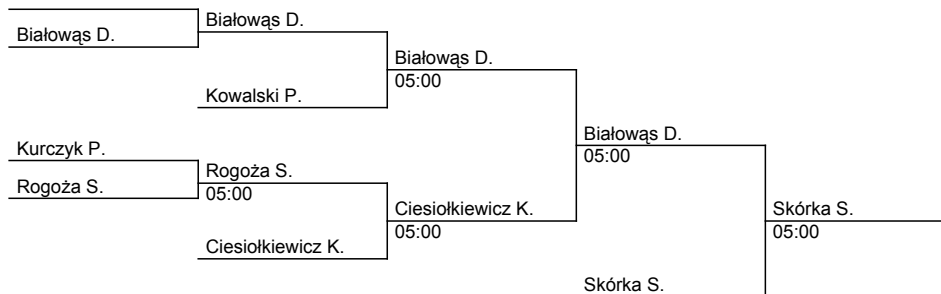 Białowąs D.
Białowąs D.
Białowąs D.
05:00
Kowalski P.
Białowąs D.
05:00
Kurczyk P.
Rogoża S.
Rogoża S.
05:00
Ciesiołkiewicz K.
05:00
Skórka S.
05:00
Ciesiołkiewicz K.
Skórka S.